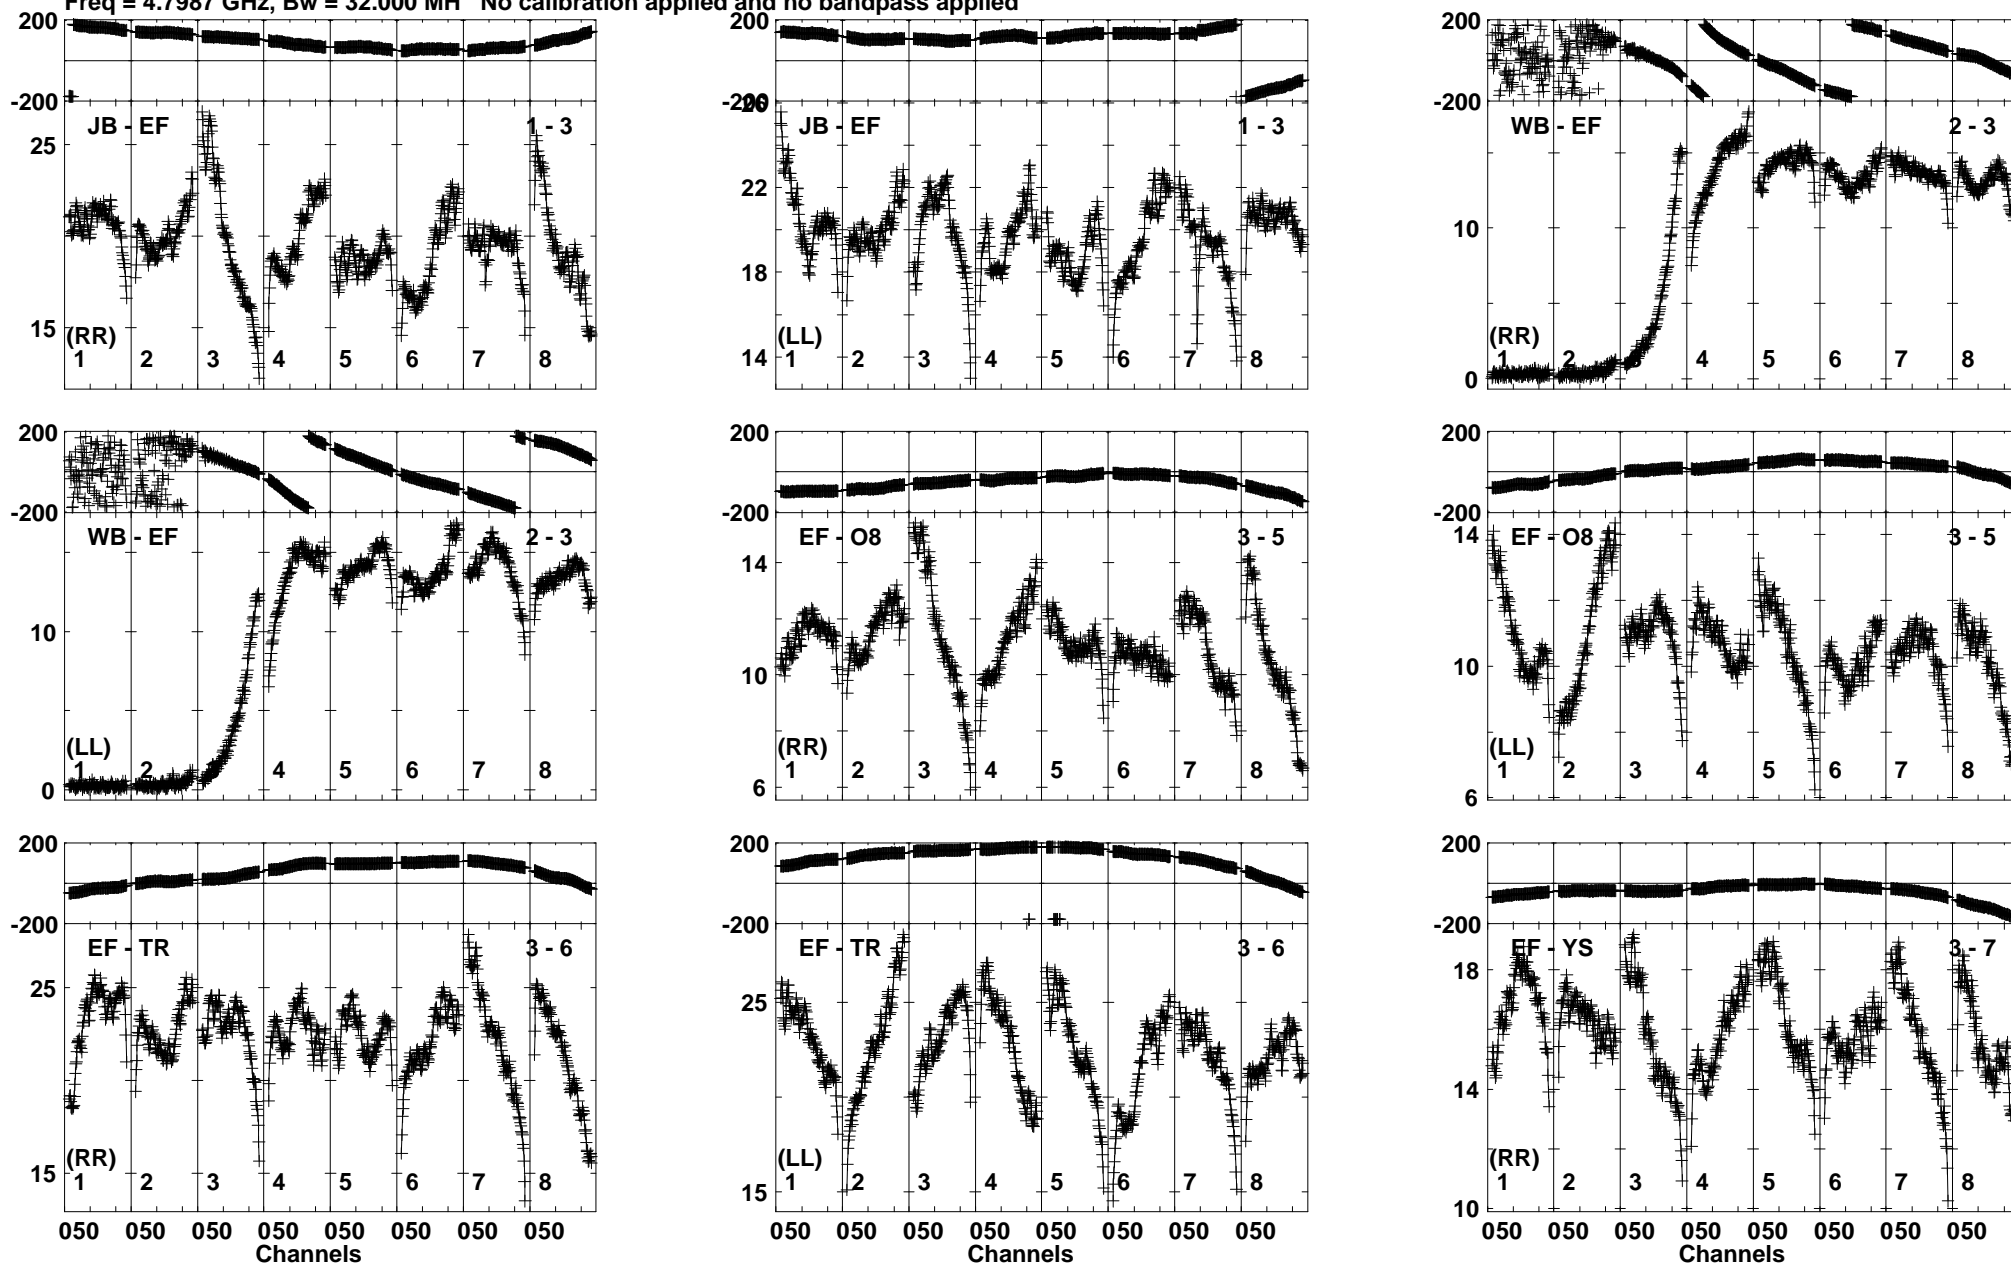 Freq = 4.7987 GHz, Bw = 32.000 MH No calibration applied and no bandpass applied
200
-200
JB - EF
1 - 3
25
15
(RR)
1 2 3 4 5 6 7 8
200
-200
26
JB - EF
1 - 3
22
18
14
(LL)
1 2 3 4 5 6 7 8
200
-200
WB - EF
2 - 3
10
0
(RR)
1 2 3 4 5 6 7 8
200
-200
WB - EF
2 - 3
10
0
(LL)
1 2 3 4 5 6 7 8
200
-200
EF - O8
3 - 5
14
10
6
(RR)
1 2 3 4 5 6 7 8
200
-200
14
EF - O8
3 - 5
10
6
(LL)
1 2 3 4 5 6 7 8
200
-200
EF - TR
3 - 6
25
15
(RR)
1 2 3 4 5 6 7 8
050 050 050 050 050 050 050 050
Channels
200
-200
EF - TR
3 - 6
25
15
(LL)
1 2 3 4 5 6 7 8
050 050 050 050 050 050 050 050
Channels
200
-200
EF - YS
3 - 7
18
14
10
(RR)
1 2 3 4 5 6 7 8
050 050 050 050 050 050 050 050
Channels